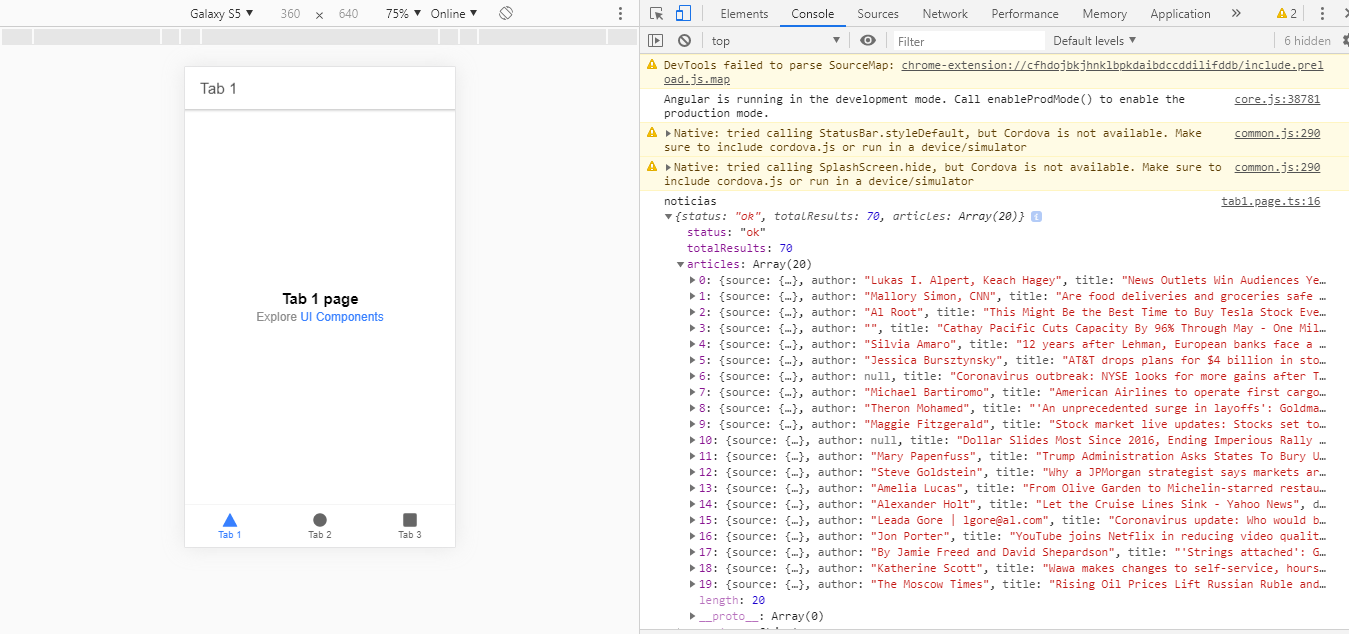 Galaxy S5 ▼ 360 × 640 75% ▼ Online ▼
Tab 1
Tab 1 page
Explore UI Components
Tab 1 Tab 2 Tab 3
Elements Console Sources Network Performance Memory Application » 2
top ▼ Filter Default levels ▼ 6 hidden
DevTools failed to parse SourceMap: chrome-extension://cfhdojbkjhnklbpkdaibdccddilifddb/include.prel
oad.js.map
Angular is running in the development mode. Call enableProdMode() to enable the core.js:38781
production mode.
Native: tried calling StatusBar.styleDefault, but Cordova is not available. Make common.js:290
sure to include cordova.js or run in a device/simulator
Native: tried calling SplashScreen.hide, but Cordova is not available. Make sure to common.js:290
include cordova.js or run in a device/simulator
noticias tab1.page.ts:16
{status: "ok", totalResults: 70, articles: Array(20)} i
status: "ok"
totalResults: 70
articles: Array(20)
0: {source: {…}, author: "Lukas I. Alpert, Keach Hagey", title: "News Outlets Win Audiences Ye…
1: {source: {…}, author: "Mallory Simon, CNN", title: "Are food deliveries and groceries safe …
2: {source: {…}, author: "Al Root", title: "This Might Be the Best Time to Buy Tesla Stock Eve…
3: {source: {…}, author: "", title: "Cathay Pacific Cuts Capacity By 96% Through May - One Mil…
4: {source: {…}, author: "Silvia Amaro", title: "12 years after Lehman, European banks face a …
5: {source: {…}, author: "Jessica Bursztynsky", title: "AT&T drops plans for $4 billion in sto…
6: {source: {…}, author: null, title: "Coronavirus outbreak: NYSE looks for more gains after T…
7: {source: {…}, author: "Michael Bartiromo", title: "American Airlines to operate first cargo…
8: {source: {…}, author: "Theron Mohamed", title: "'An unprecedented surge in layoffs': Goldma…
9: {source: {…}, author: "Maggie Fitzgerald", title: "Stock market live updates: Stocks set to…
10: {source: {…}, author: null, title: "Dollar Slides Most Since 2016, Ending Imperious Rally …
11: {source: {…}, author: "Mary Papenfuss", title: "Trump Administration Asks States To Bury U…
12: {source: {…}, author: "Steve Goldstein", title: "Why a JPMorgan strategist says markets ar…
13: {source: {…}, author: "Amelia Lucas", title: "From Olive Garden to Michelin-starred restau…
14: {source: {…}, author: "Alexander Holt", title: "Let the Cruise Lines Sink - Yahoo News", d…
15: {source: {…}, author: "Leada Gore | lgore@al.com", title: "Coronavirus update: Who would b…
16: {source: {…}, author: "Jon Porter", title: "YouTube joins Netflix in reducing video qualit…
17: {source: {…}, author: "By Jamie Freed and David Shepardson", title: "'Strings attached': G…
18: {source: {…}, author: "Katherine Scott", title: "Wawa makes changes to self-service, hours…
19: {source: {…}, author: "The Moscow Times", title: "Rising Oil Prices Lift Russian Ruble and…
length: 20
__proto__: Array(0)